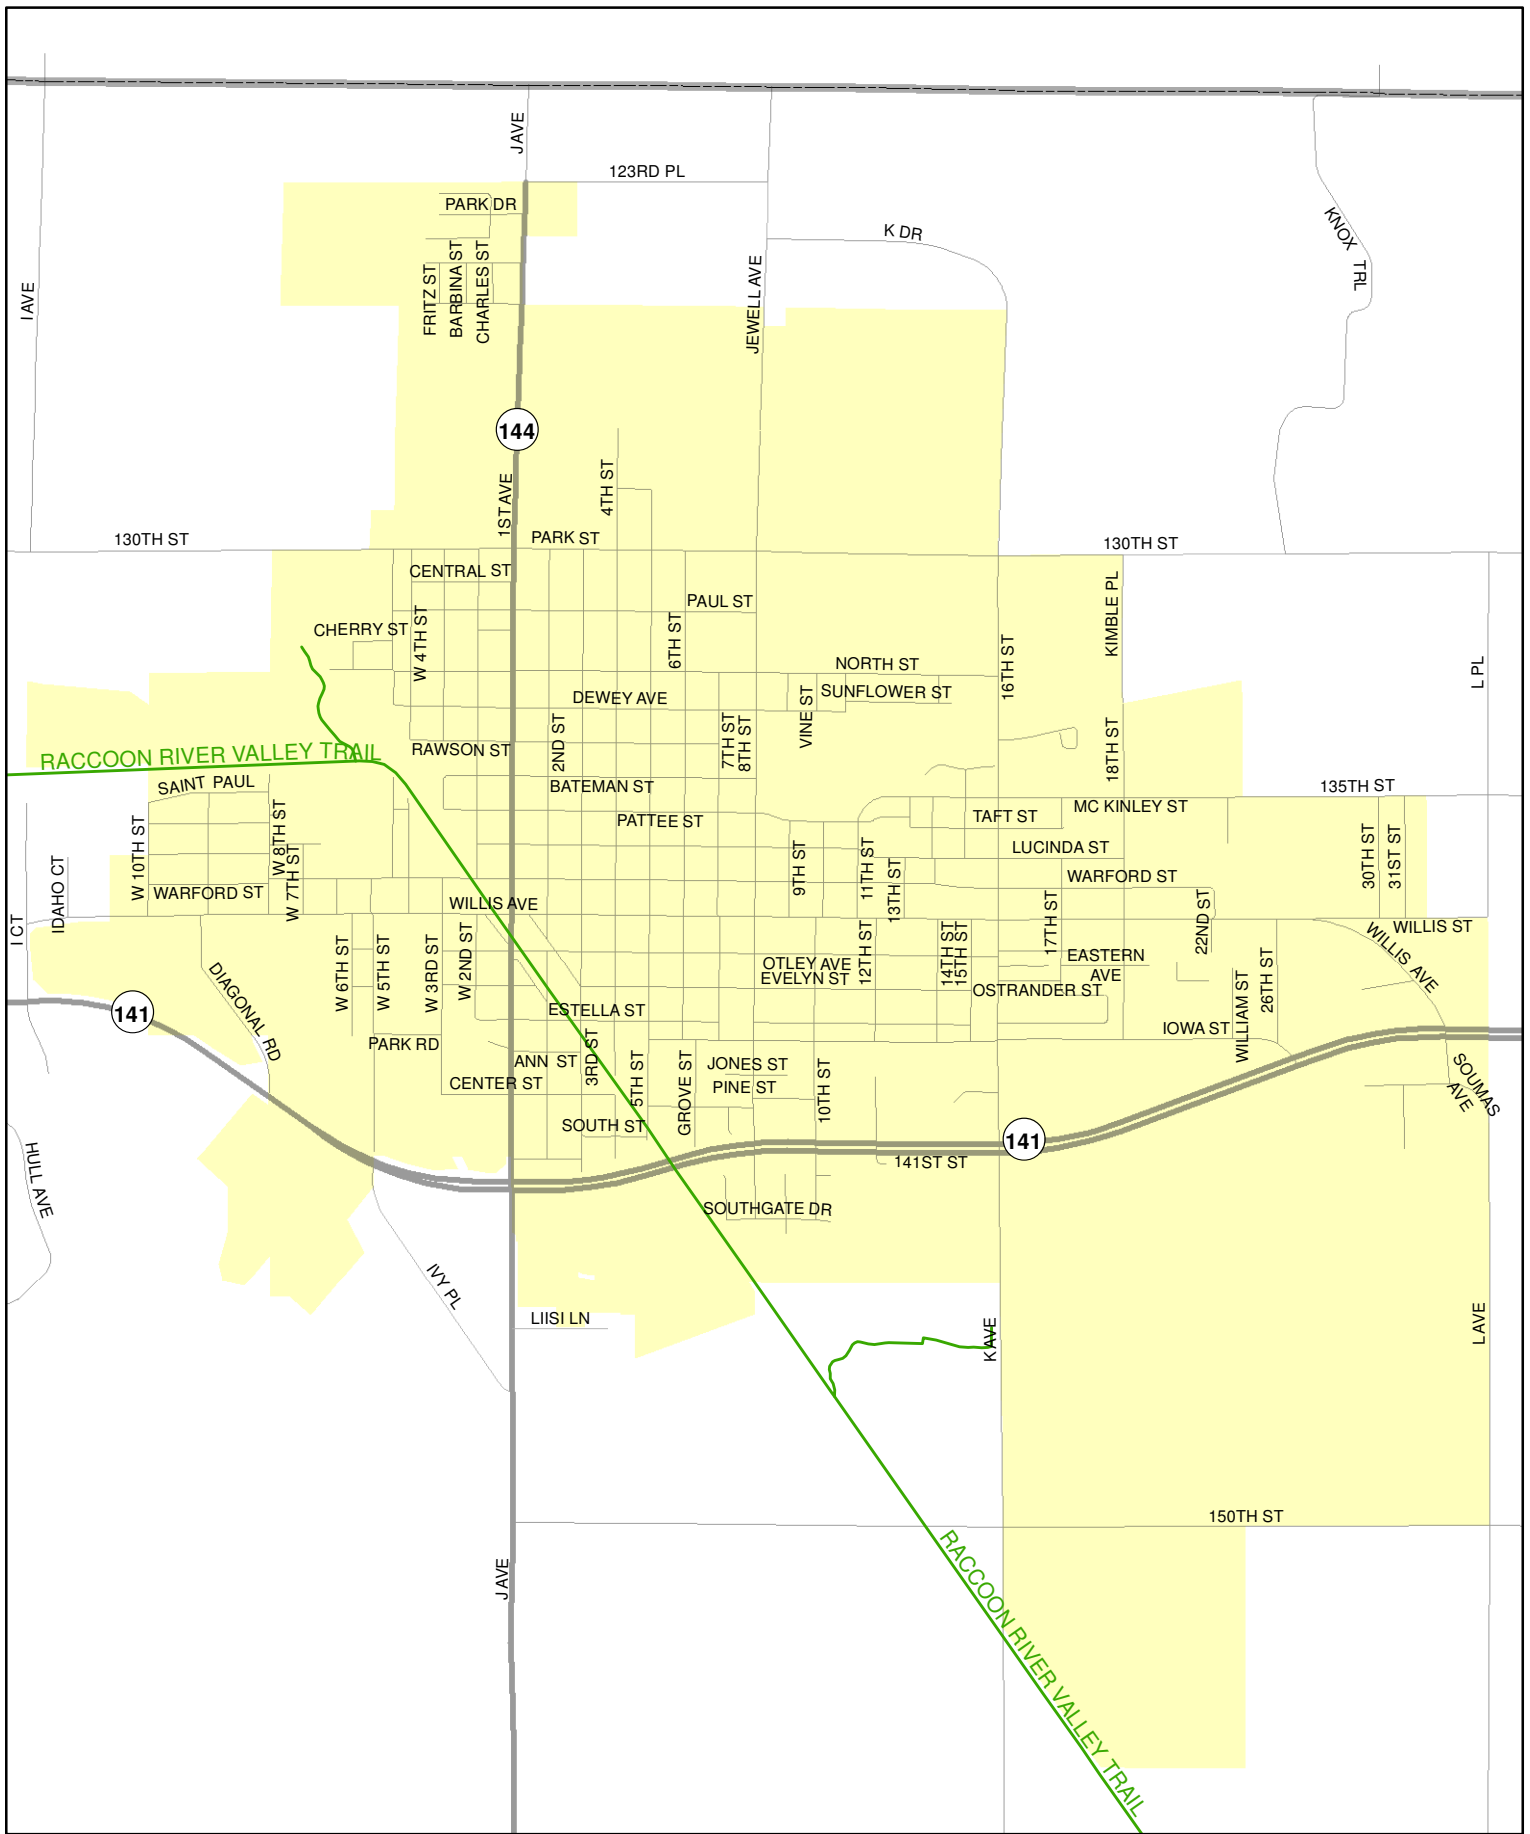 J AVE
123RD PL
PARK DR
K DR
KNOX TRL
I AVE
FRITZ ST
BARBINA ST
CHARLES ST
JEWELL AVE
144
1ST AVE
4TH ST
130TH ST
PARK ST
130TH ST
CENTRAL ST
PAUL ST
KIMBLE PL
CHERRY ST
W 4TH ST
6TH ST
16TH ST
NORTH ST
L PL
DEWEY AVE
SUNFLOWER ST
VINE ST
RACCOON RIVER VALLEY TRAIL
RAWSON ST
2ND ST
7TH ST
8TH ST
18TH ST
SAINT PAUL
BATEMAN ST
135TH ST
MC KINLEY ST
PATTEE ST
TAFT ST
W 10TH ST
W 8TH ST
W 7TH ST
LUCINDA ST
IDAHO CT
9TH ST
11TH ST
13TH ST
30TH ST
31ST ST
WARFORD ST
WARFORD ST
WILLIS AVE
I CT
17TH ST
22ND ST
WILLIS ST
WILLIS AVE
W 6TH ST
W 5TH ST
W 3RD ST
W 2ND ST
OTLEY AVE
EVELYN ST
12TH ST
14TH ST
15TH ST
EASTERN
AVE
26TH ST
DIAGONAL RD
OSTRANDER ST
141
ESTELLA ST
IOWA ST
WILLIAM ST
PARK RD
ANN ST
3RD ST
5TH ST
GROVE ST
JONES ST
PINE ST
10TH ST
CENTER ST
SOUMAS
AVE
SOUTH ST
141
141ST ST
HULL AVE
SOUTHGATE DR
IVY PL
LIISI LN
K AVE
L AVE
150TH ST
J AVE
RACCOON RIVER VALLEY TRAIL